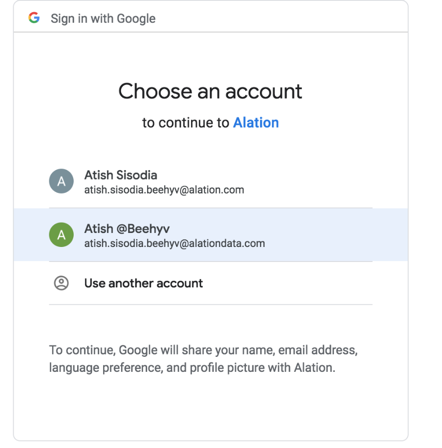 Sign in with Google
Choose an account
to continue to Alation
A
Atish Sisodia
atish.sisodia.beehyv@alation.com
A
Atish @Beehyv
atish.sisodia.beehyv@alationdata.com
Use another account
To continue, Google will share your name, email address,
language preference, and profile picture with Alation.